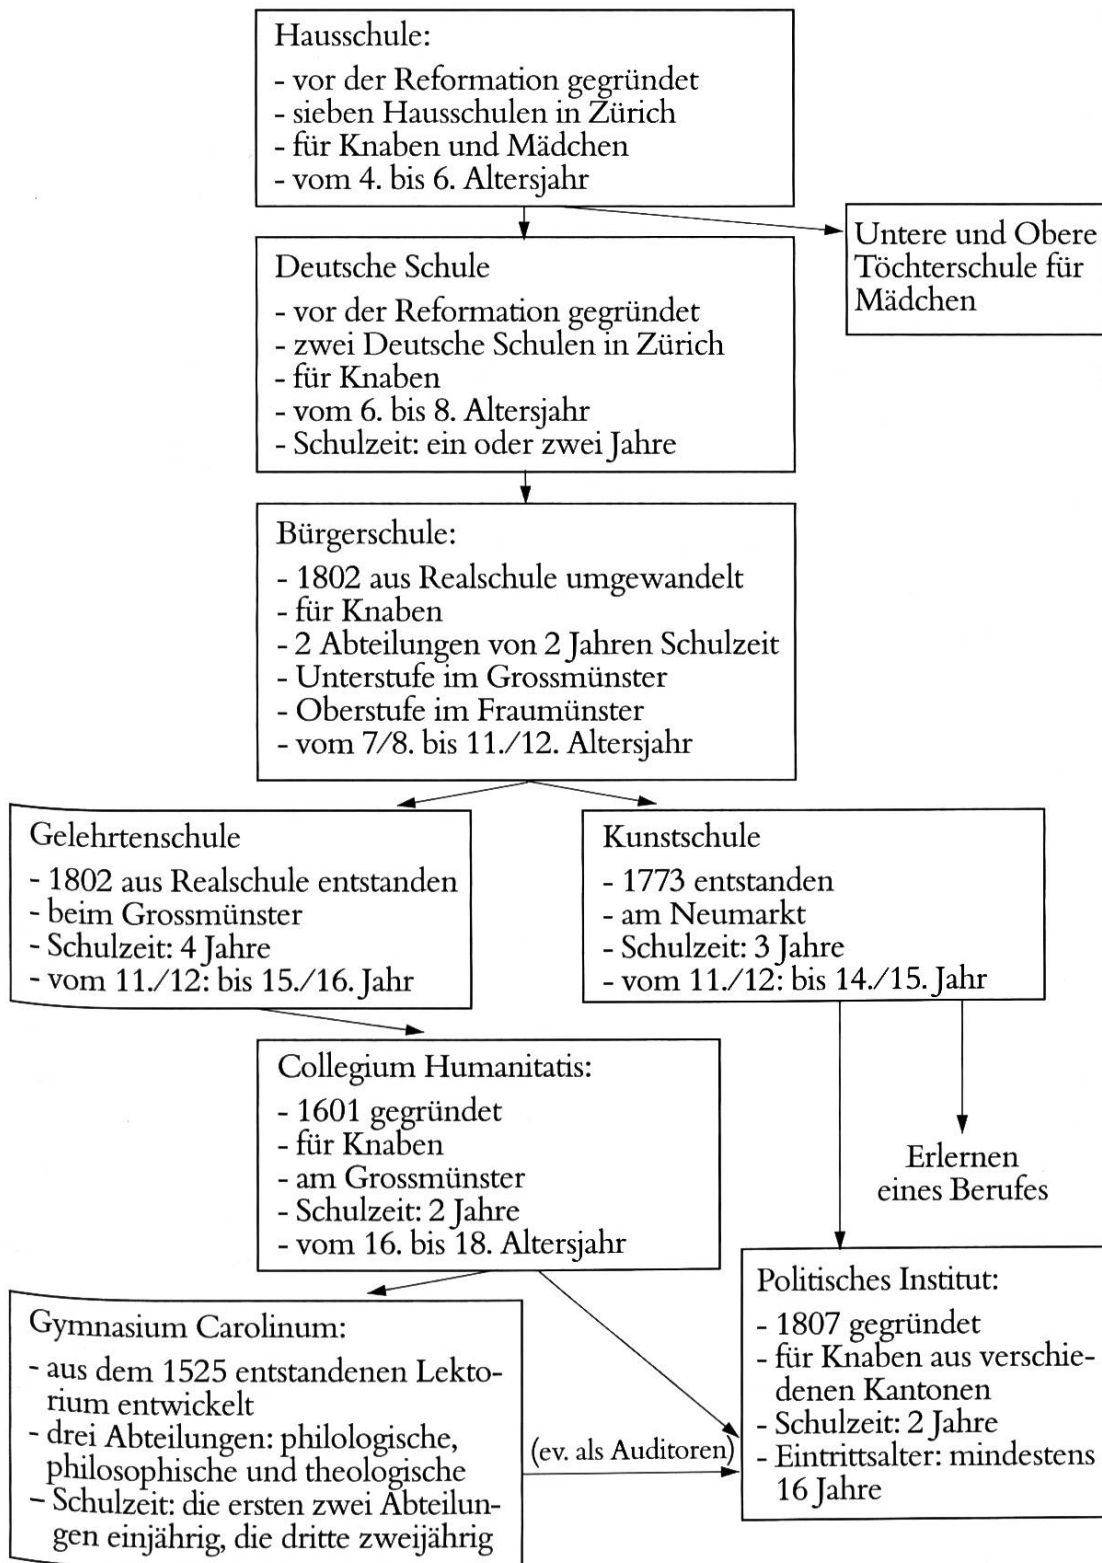 Hausschule:
- vor der Reformation gegründet
- sieben Hausschulen in Zürich
- für Knaben und Mädchen
- vom 4. bis 6. Altersjahr
Untere und Obere
Töchterschule für
Mädchen
Deutsche Schule
- vor der Reformation gegründet
- zwei Deutsche Schulen in Zürich
- für Knaben
- vom 6. bis 8. Altersjahr
- Schulzeit: ein oder zwei Jahre
Bürgerschule:
- 1802 aus Realschule umgewandelt
- für Knaben
- 2 Abteilungen von 2 Jahren Schulzeit
- Unterstufe im Grossmünster
- Oberstufe im Fraumünster
- vom 7/8. bis 11./12. Altersjahr
Gelehrtenschule
- 1802 aus Realschule entstanden
- beim Grossmünster
- Schulzeit: 4 Jahre
- vom 11./12: bis 15./16. Jahr
Kunstschule
- 1773 entstanden
- am Neumarkt
- Schulzeit: 3 Jahre
- vom 11./12: bis 14./15. Jahr
Collegium Humanitatis:
- 1601 gegründet
- für Knaben
- am Grossmünster
- Schulzeit: 2 Jahre
- vom 16. bis 18. Altersjahr
Erlernen
eines Berufes
Gymnasium Carolinum:
- aus dem 1525 entstandenen Lekto-
rium entwickelt
- drei Abteilungen: philologische,
philosophische und theologische
– Schulzeit: die ersten zwei Abteilun-
gen einjährig, die dritte zweijährig
(ev. als Auditoren)
Politisches Institut:
- 1807 gegründet
- für Knaben aus verschie-
denen Kantonen
- Schulzeit: 2 Jahre
- Eintrittsalter: mindestens
16 Jahre